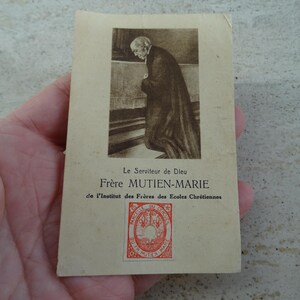 Le Serviteur de Dieu
Frère MUTIEN-MARIE
de l'Institut des Frères des Ecoles Chrétiennes